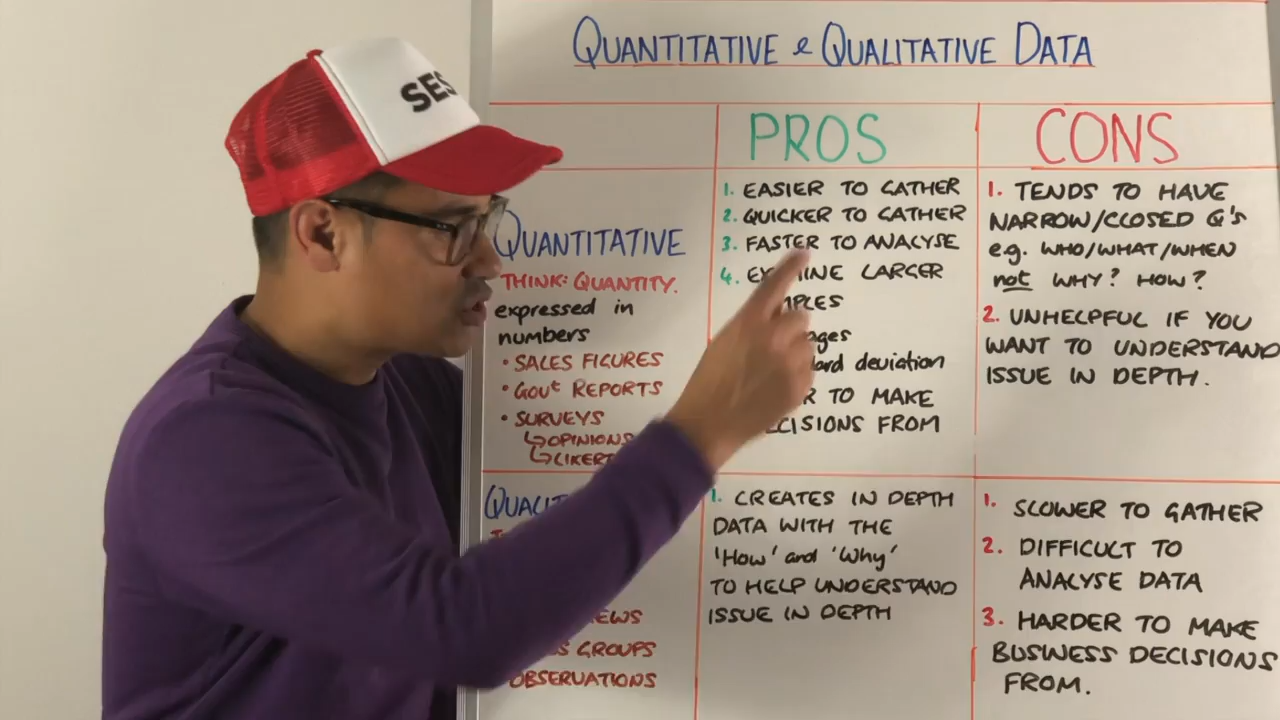 SES
QUANTITATIVE & QUALITATIVE DATA
PROS
CONS
QUANTITATIVE
THINK: QUANTITY.
expressed in
numbers
• SALES FIGURES
• GOVt REPORTS
• SURVEYS
↳ OPINIONS
↳ LIKERT
1. EASIER TO GATHER
2. QUICKER TO GATHER
3. FASTER TO ANALYSE
4. LARGER
deviation
TO MAKE
FROM
1. TENDS TO HAVE
NARROW/CLOSED Q's
e.g. WHO/WHAT/WHEN
not WHY? HOW?
2. UNHELPFUL IF YOU
WANT TO UNDERSTAND
ISSUE IN DEPTH.
1. CREATES IN DEPTH
DATA WITH THE
'How' and 'Why'
TO HELP UNDERSTAND
ISSUE IN DEPTH
GROUPS
OBSERVATIONS
1. SLOWER TO GATHER
2. DIFFICULT TO
ANALYSE DATA
3. HARDER TO MAKE
BUSINESS DECISIONS
FROM.